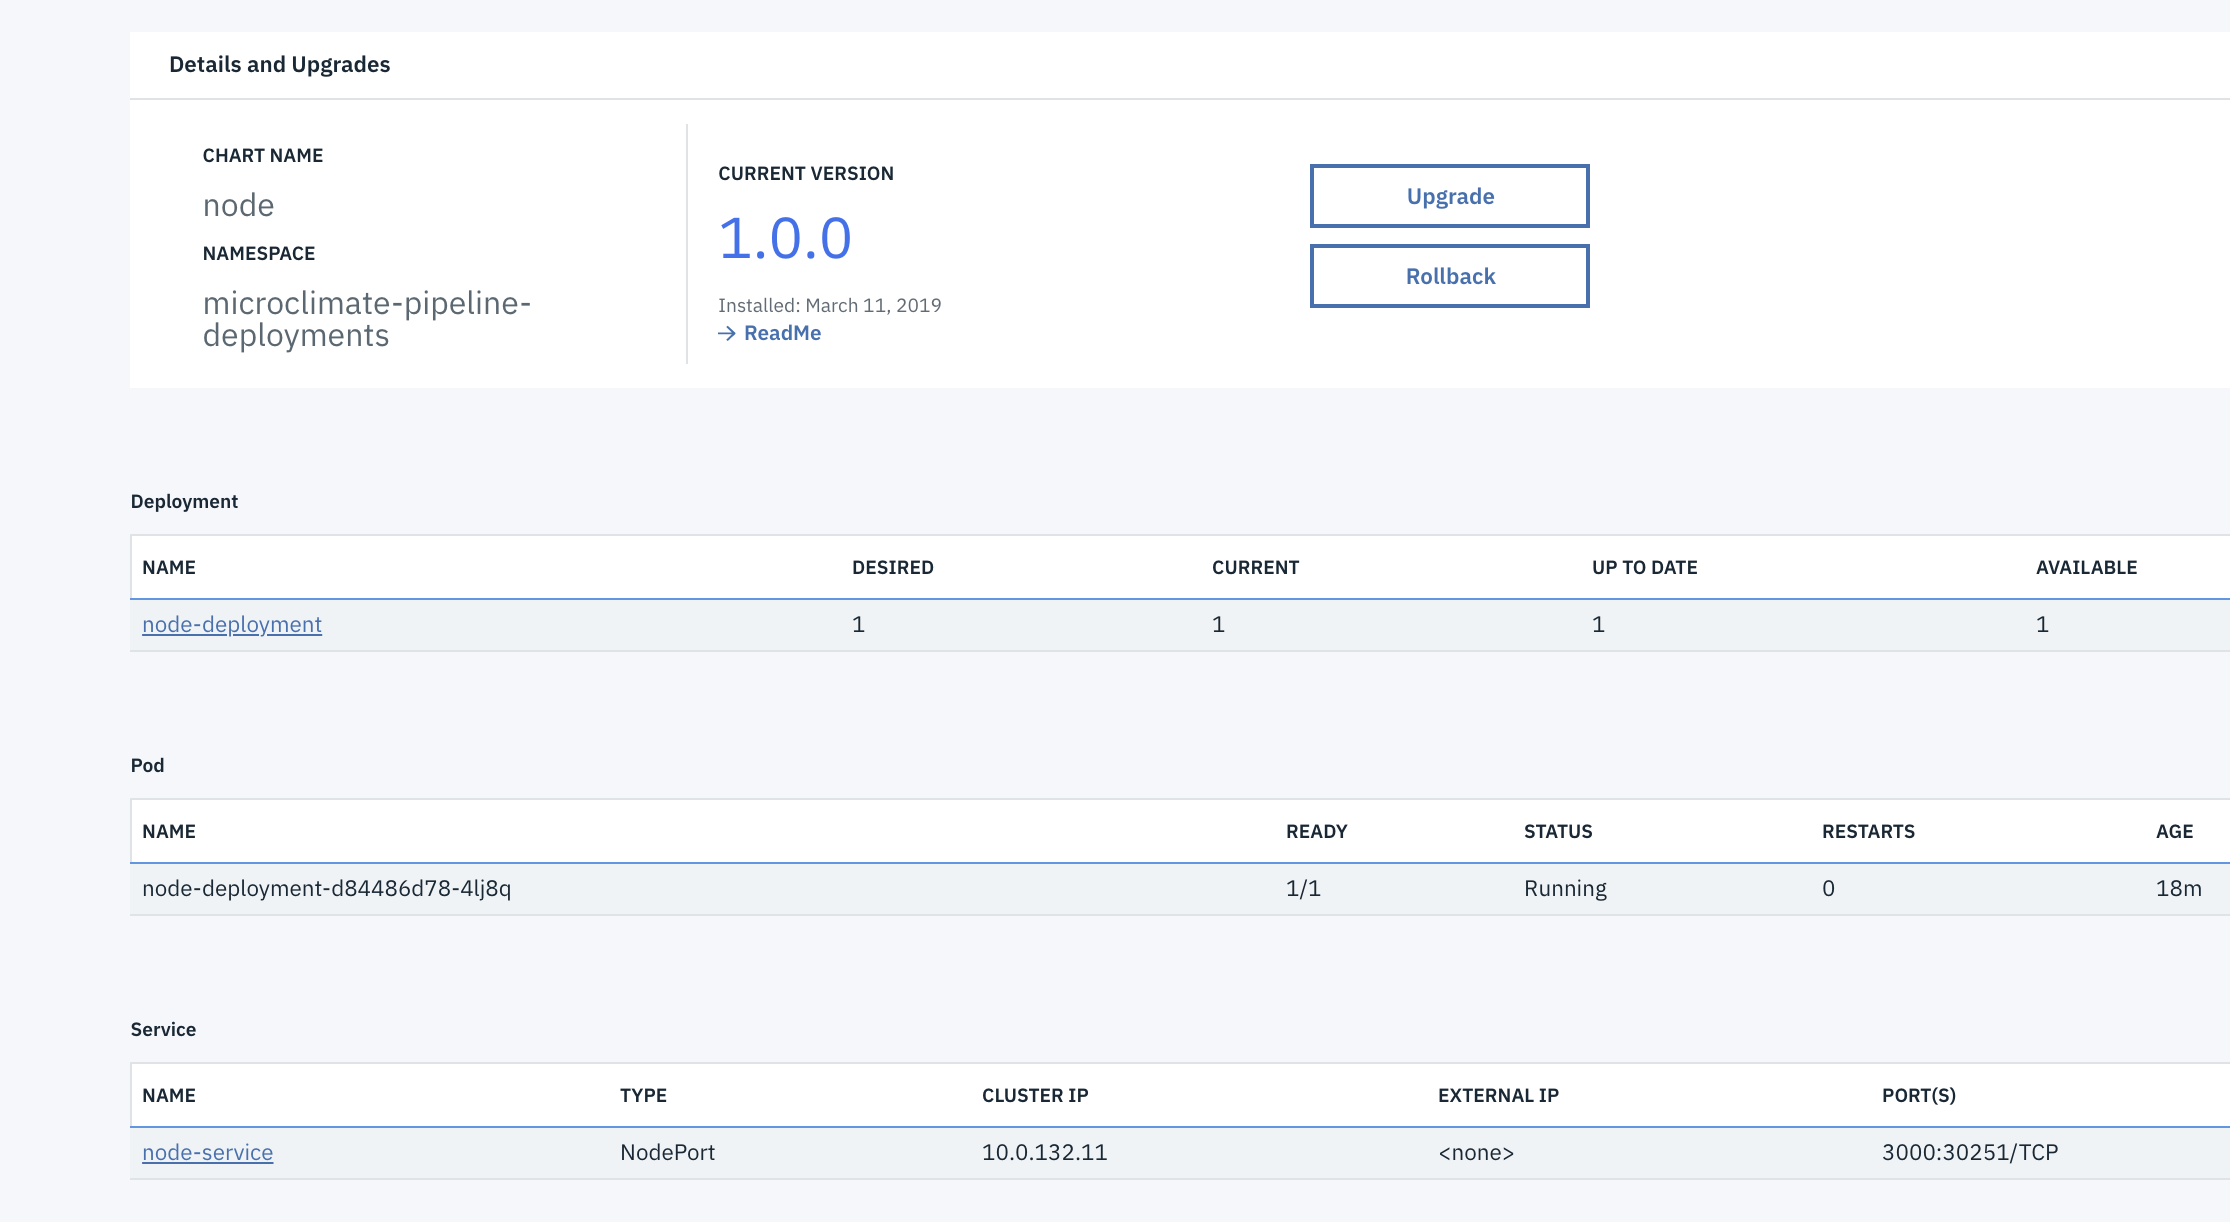 Details and Upgrades
CHART NAME
node
NAMESPACE
microclimate-pipeline-
deployments
CURRENT VERSION
1.0.0
Installed: March 11, 2019
→ ReadMe
Upgrade
Rollback
Deployment
NAME DESIRED CURRENT UP TO DATE AVAILABLE
node-deployment 1 1 1 1
Pod
NAME READY STATUS RESTARTS AGE
node-deployment-d84486d78-4lj8q 1/1 Running 0 18m
Service
NAME TYPE CLUSTER IP EXTERNAL IP PORT(S)
node-service NodePort 10.0.132.11 <none> 3000:30251/TCP